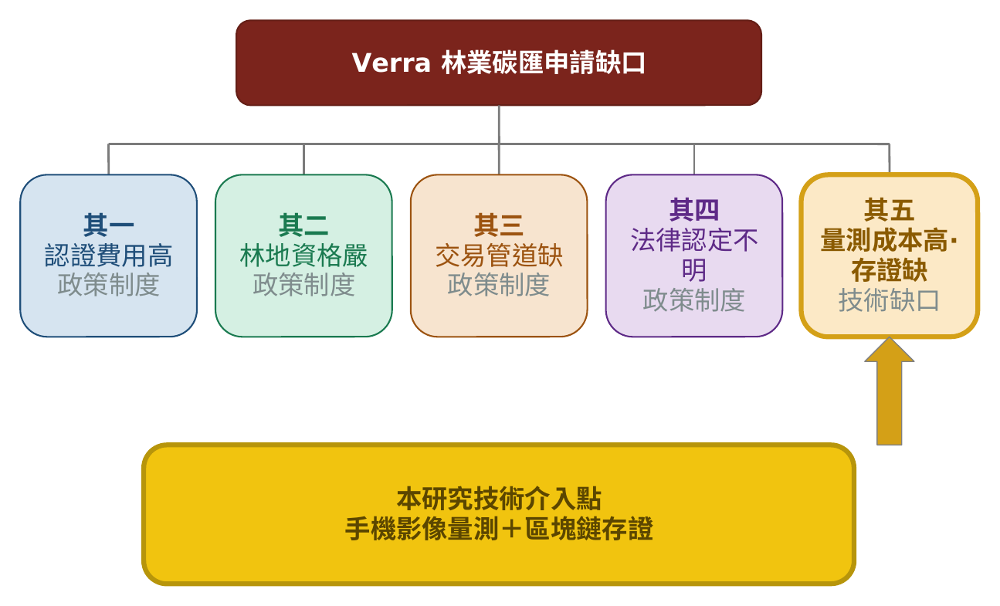 Verra 林業碳匯申請缺口
其一
認證費用高
政策制度
其二
林地資格嚴
政策制度
其三
交易管道缺
政策制度
其四
法律認定不
明
政策制度
其五
量測成本高·
存證缺
技術缺口
本研究技術介入點
手機影像量測＋區塊鏈存證